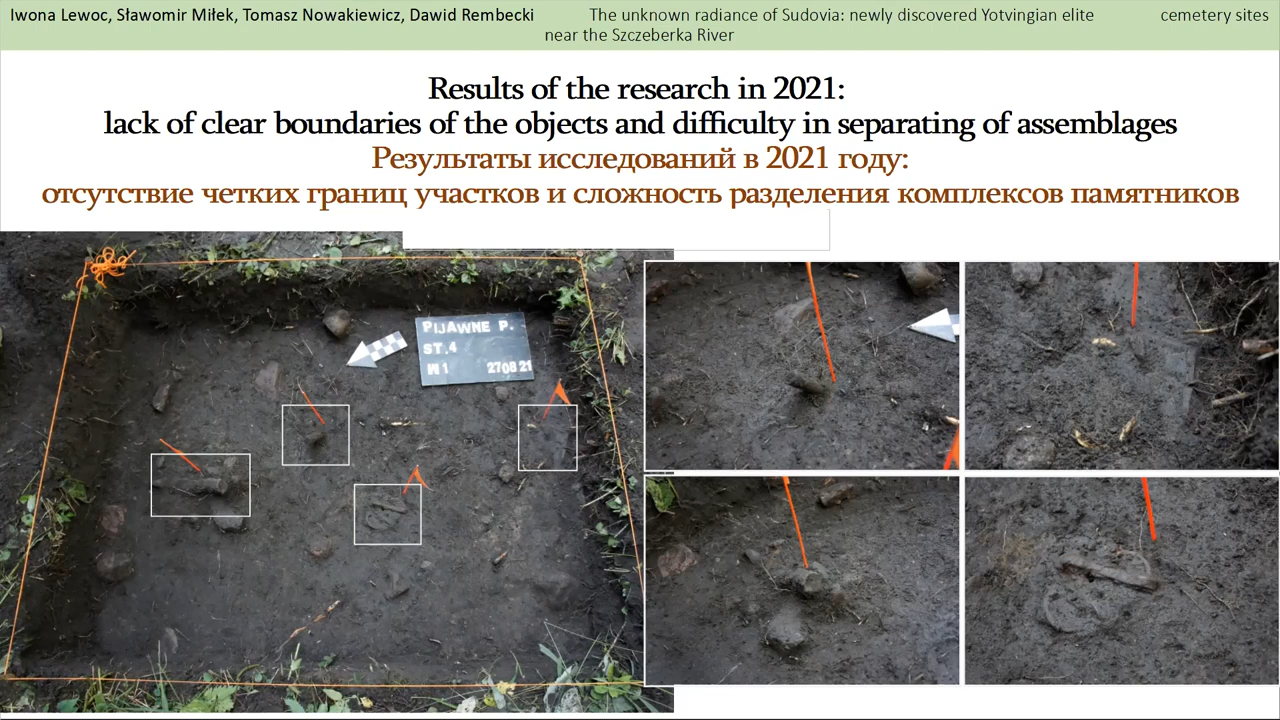 Iwona Lewoc, Sławomir Miłek, Tomasz Nowakiewicz, Dawid Rembecki The unknown radiance of Sudovia: newly discovered Yotvingian elite cemetery sites
near the Szczeberka River
Results of the research in 2021:
lack of clear boundaries of the objects and difficulty in separating of assemblages
Результаты исследований в 2021 году:
отсутствие четких границ участков и сложность разделения комплексов памятников
PIJAWNE P.
ST.4
W1 270821